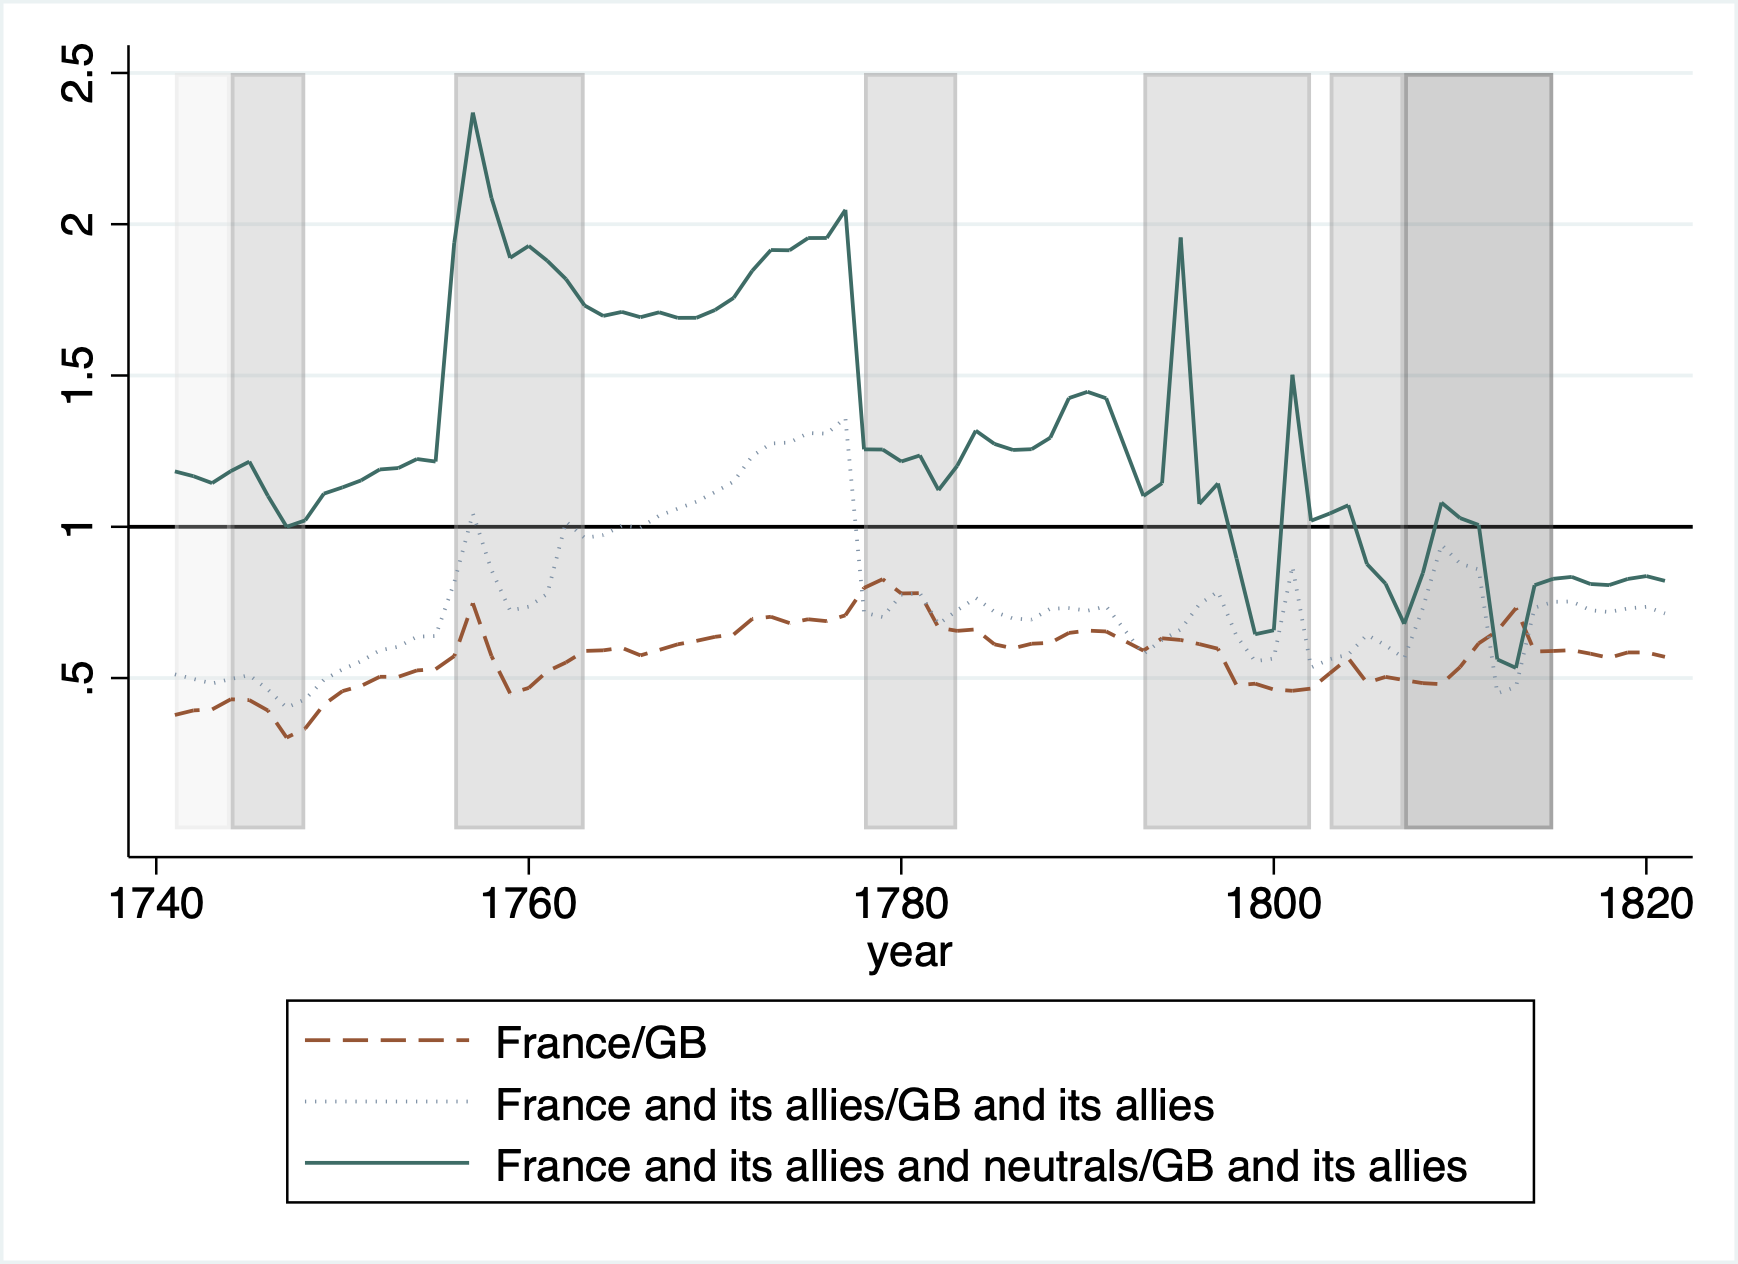 2.5
2
1.5
1
.5
1740 1760 1780 1800 1820
year
France/GB
France and its allies/GB and its allies
France and its allies and neutrals/GB and its allies